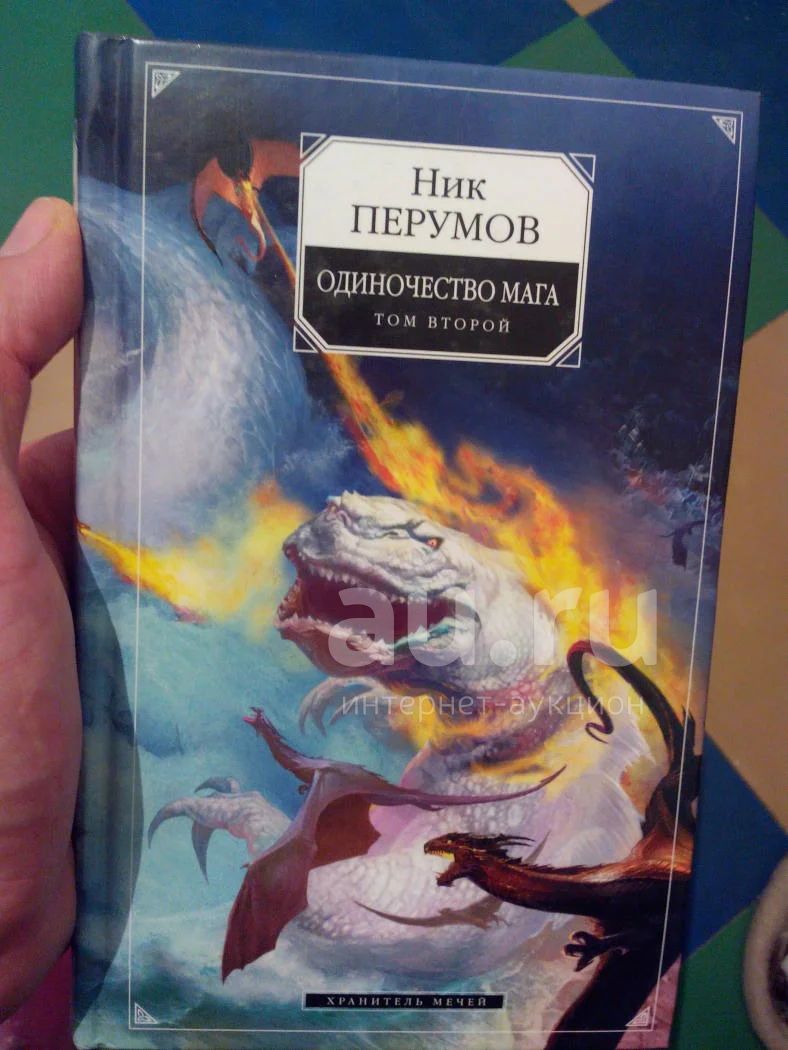 Ник
ПЕРУМОВ
ОДИНОЧЕСТВО МАГА
ТОМ ВТОРОЙ
au.ru
интернет-аукцион
ХРАНИТЕЛЬ МЕЧЕЙ